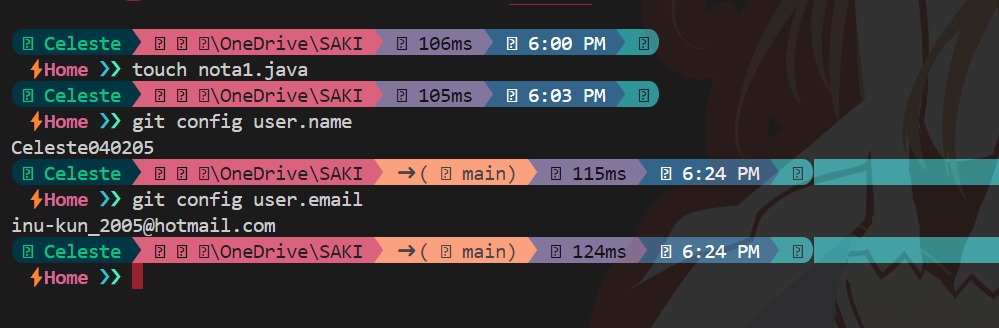 Celeste \OneDrive\SAKI 106ms 6:00 PM
⚡Home ❯❯ touch nota1.java
Celeste \OneDrive\SAKI 105ms 6:03 PM
⚡Home ❯❯ git config user.name
Celeste040205
Celeste \OneDrive\SAKI ➜( main) 115ms 6:24 PM
⚡Home ❯❯ git config user.email
inu-kun_2005@hotmail.com
Celeste \OneDrive\SAKI ➜( main) 124ms 6:24 PM
⚡Home ❯❯